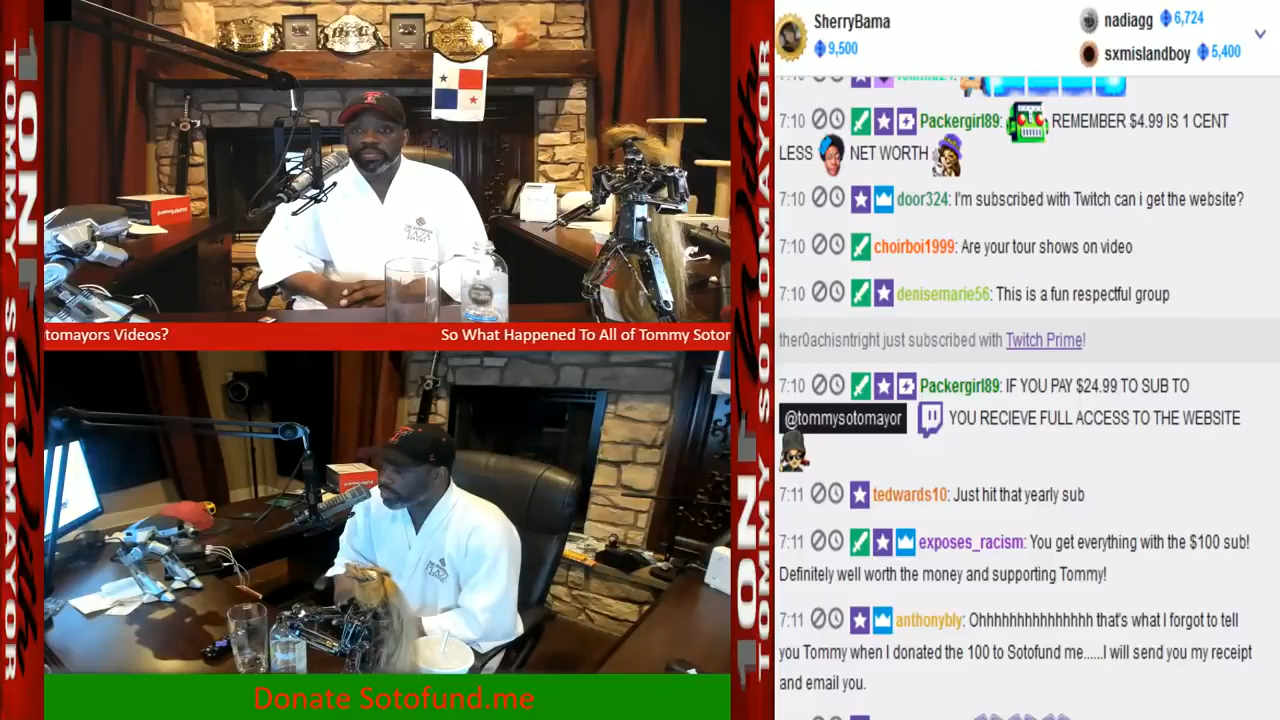 1ON1 With
TOMMY SOTOMAYOR
SherryBama
9,500
nadiagg 6,724
sxmislandboy 5,400
7:10 Packergirl89: REMEMBER $4.99 IS 1 CENT
LESS NET WORTH
7:10 door324: I'm subscribed with Twitch can i get the website?
7:10 choirboi1999: Are your tour shows on video
7:10 denisemarie56: This is a fun respectful group
ther0achisntright just subscribed with Twitch Prime!
7:10 Packergirl89: IF YOU PAY $24.99 TO SUB TO
@tommysotomayor YOU RECIEVE FULL ACCESS TO THE WEBSITE
7:11 tedwards10: Just hit that yearly sub
7:11 exposes_racism: You get everything with the $100 sub!
Definitely well worth the money and supporting Tommy!
7:11 anthonybly: Ohhhhhhhhhhhhhh that's what I forgot to tell
you Tommy when I donated the 100 to Sotofund me......I will send you my receipt
and email you.
tomayors Videos? So What Happened To All of Tommy Sotor
Donate Sotofund.me
1ON1 With
TOMMY SOTOMAYOR